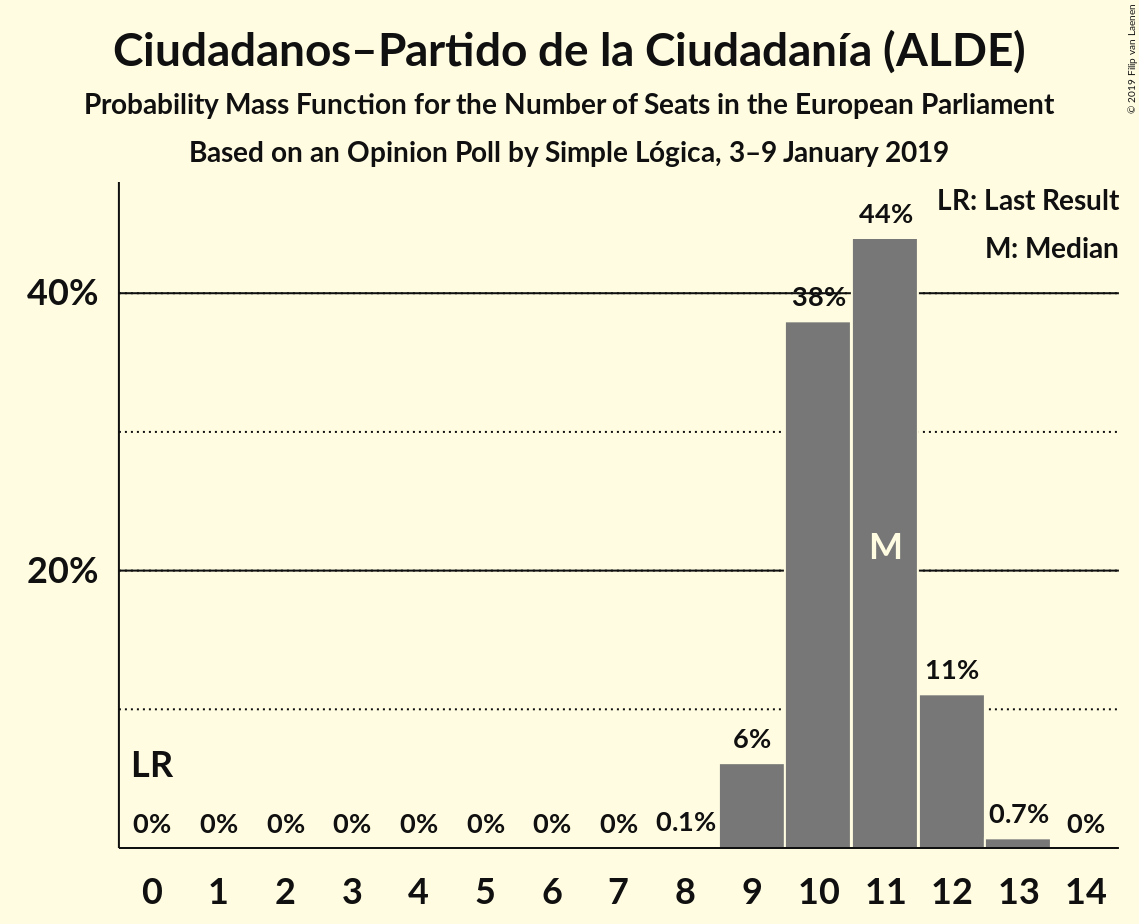 Ciudadanos–Partido de la Ciudadanía (ALDE)
Probability Mass Function for the Number of Seats in the European Parliament
Based on an Opinion Poll by Simple Lógica, 3–9 January 2019
© 2019 Filip van Laenen
LR: Last Result
M: Median
44%
40%
38%
20%
M
11%
6%
LR
0% 0% 0% 0% 0% 0% 0% 0% 0.1% 0.7% 0%
0 1 2 3 4 5 6 7 8 9 10 11 12 13 14